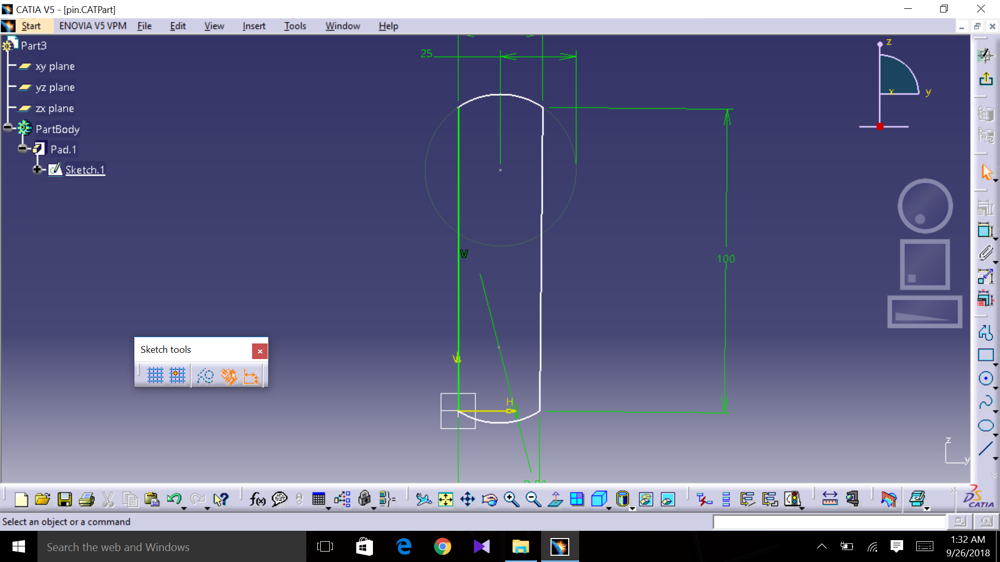 CATIA V5 - [pin.CATPart]
Start ENOVIA V5 VPM File Edit View Insert Tools Window Help
Part3
xy plane
yz plane
zx plane
PartBody
Pad.1
Sketch.1
25
z
x
y
V
100
Sketch tools
x
V
H
z
y
f(x)
CATIA
Select an object or a command
Search the web and Windows
1:32 AM
9/26/2018